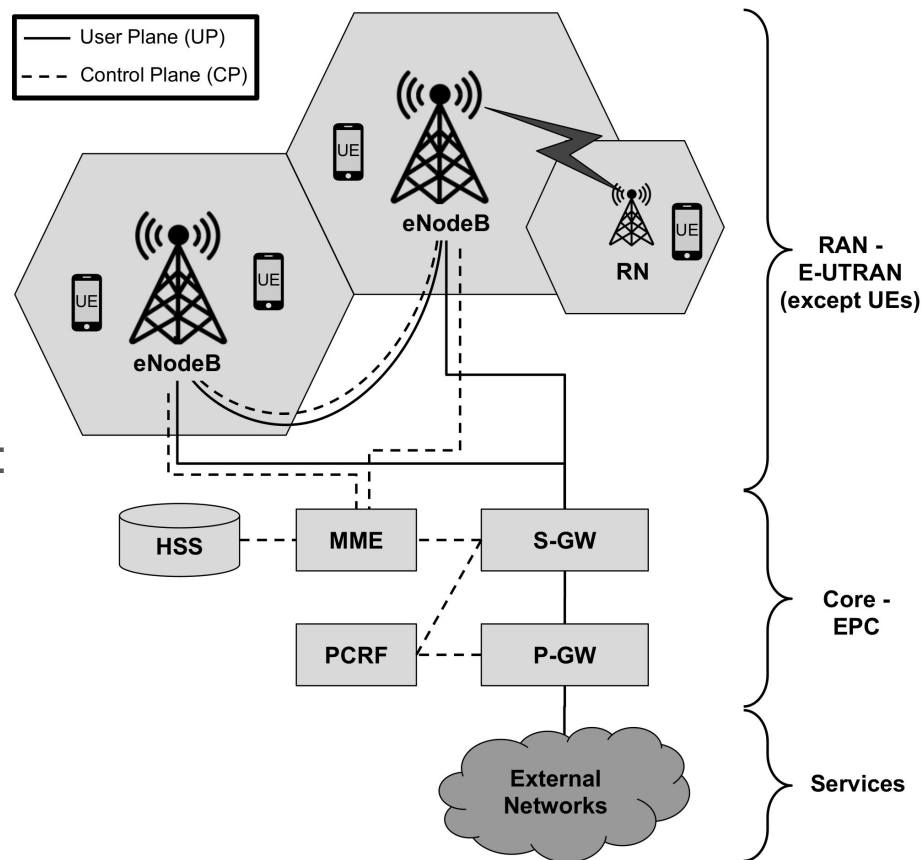 User Plane (UP)
Control Plane (CP)
UE
eNodeB
UE
RN
UE
UE
eNodeB
RAN -
E-UTRAN
(except UEs)
HSS
MME
S-GW
PCRF
P-GW
Core -
EPC
External
Networks
Services